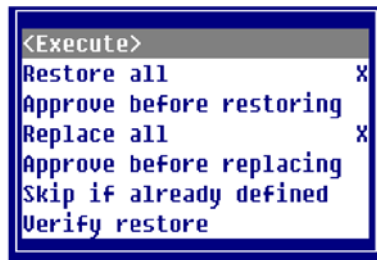 <Execute>
Restore all X
Approve before restoring
Replace all X
Approve before replacing
Skip if already defined
Verify restore